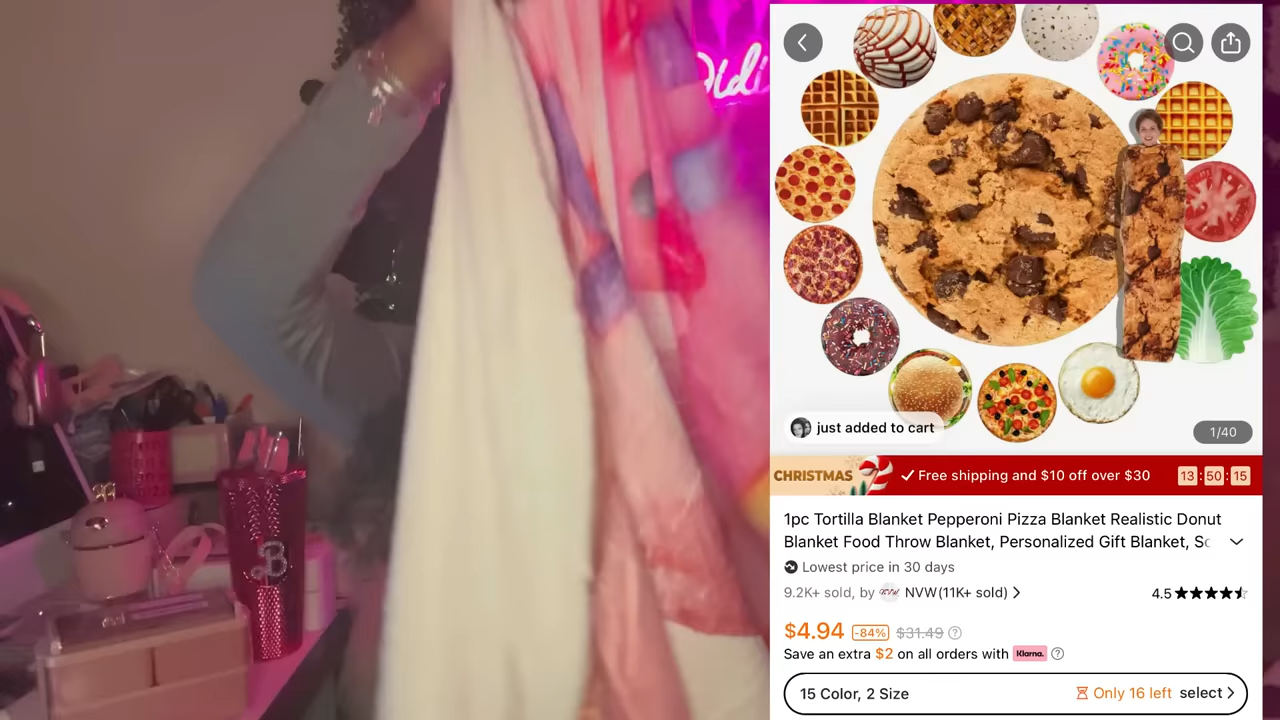 Didi
B
just added to cart
1/40
CHRISTMAS
✓ Free shipping and $10 off over $30
13:50:15
1pc Tortilla Blanket Pepperoni Pizza Blanket Realistic Donut
Blanket Food Throw Blanket, Personalized Gift Blanket, Sc
Lowest price in 30 days
9.2K+ sold, by NVW(11K+ sold)
4.5
$4.94 -84% $31.49
Save an extra $2 on all orders with Klarna.
15 Color, 2 Size
Only 16 left select